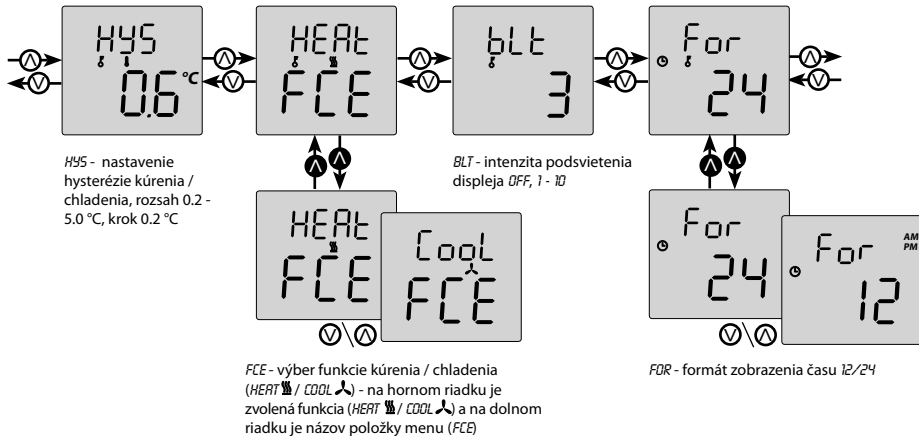 HYS
0.6 °C
HEAt
FCE
bLt
3
For
24
HYS - nastavenie
hysterézie kúrenia /
chladenia, rozsah 0.2 -
5.0 °C, krok 0.2 °C
BLT - intenzita podsvietenia
displeja OFF, 1 - 10
HEAt
FCE
CooL
FCE
For
24
For
AM
PM
12
FCE - výber funkcie kúrenia / chladenia
(HEAT / COOL) - na hornom riadku je
zvolená funkcia (HEAT / COOL) a na dolnom
riadku je názov položky menu (FCE)
FOR - formát zobrazenia času 12/24